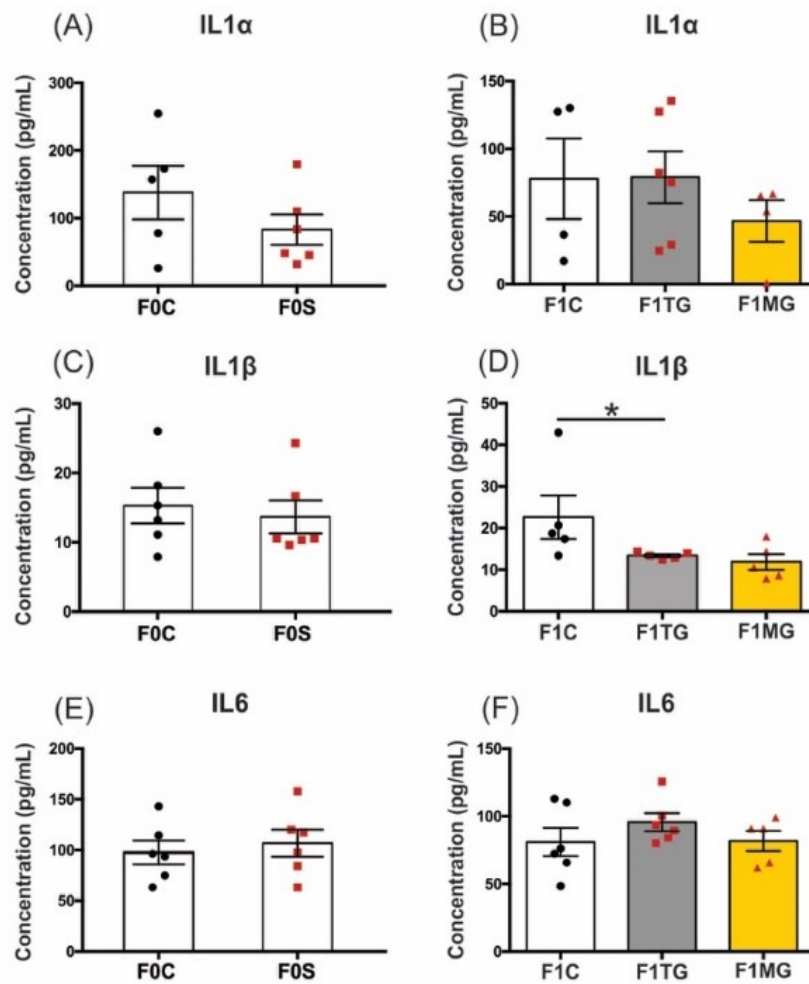 (A) IL1α
Concentration (pg/mL)
300
200
100
0
F0C F0S
(B) IL1α
Concentration (pg/mL)
150
100
50
0
F1C F1TG F1MG
(C) IL1β
Concentration (pg/mL)
30
20
10
0
F0C F0S
(D) IL1β
Concentration (pg/mL)
50
40
30
20
10
0
*
F1C F1TG F1MG
(E) IL6
Concentration (pg/mL)
200
150
100
50
0
F0C F0S
(F) IL6
Concentration (pg/mL)
150
100
50
0
F1C F1TG F1MG